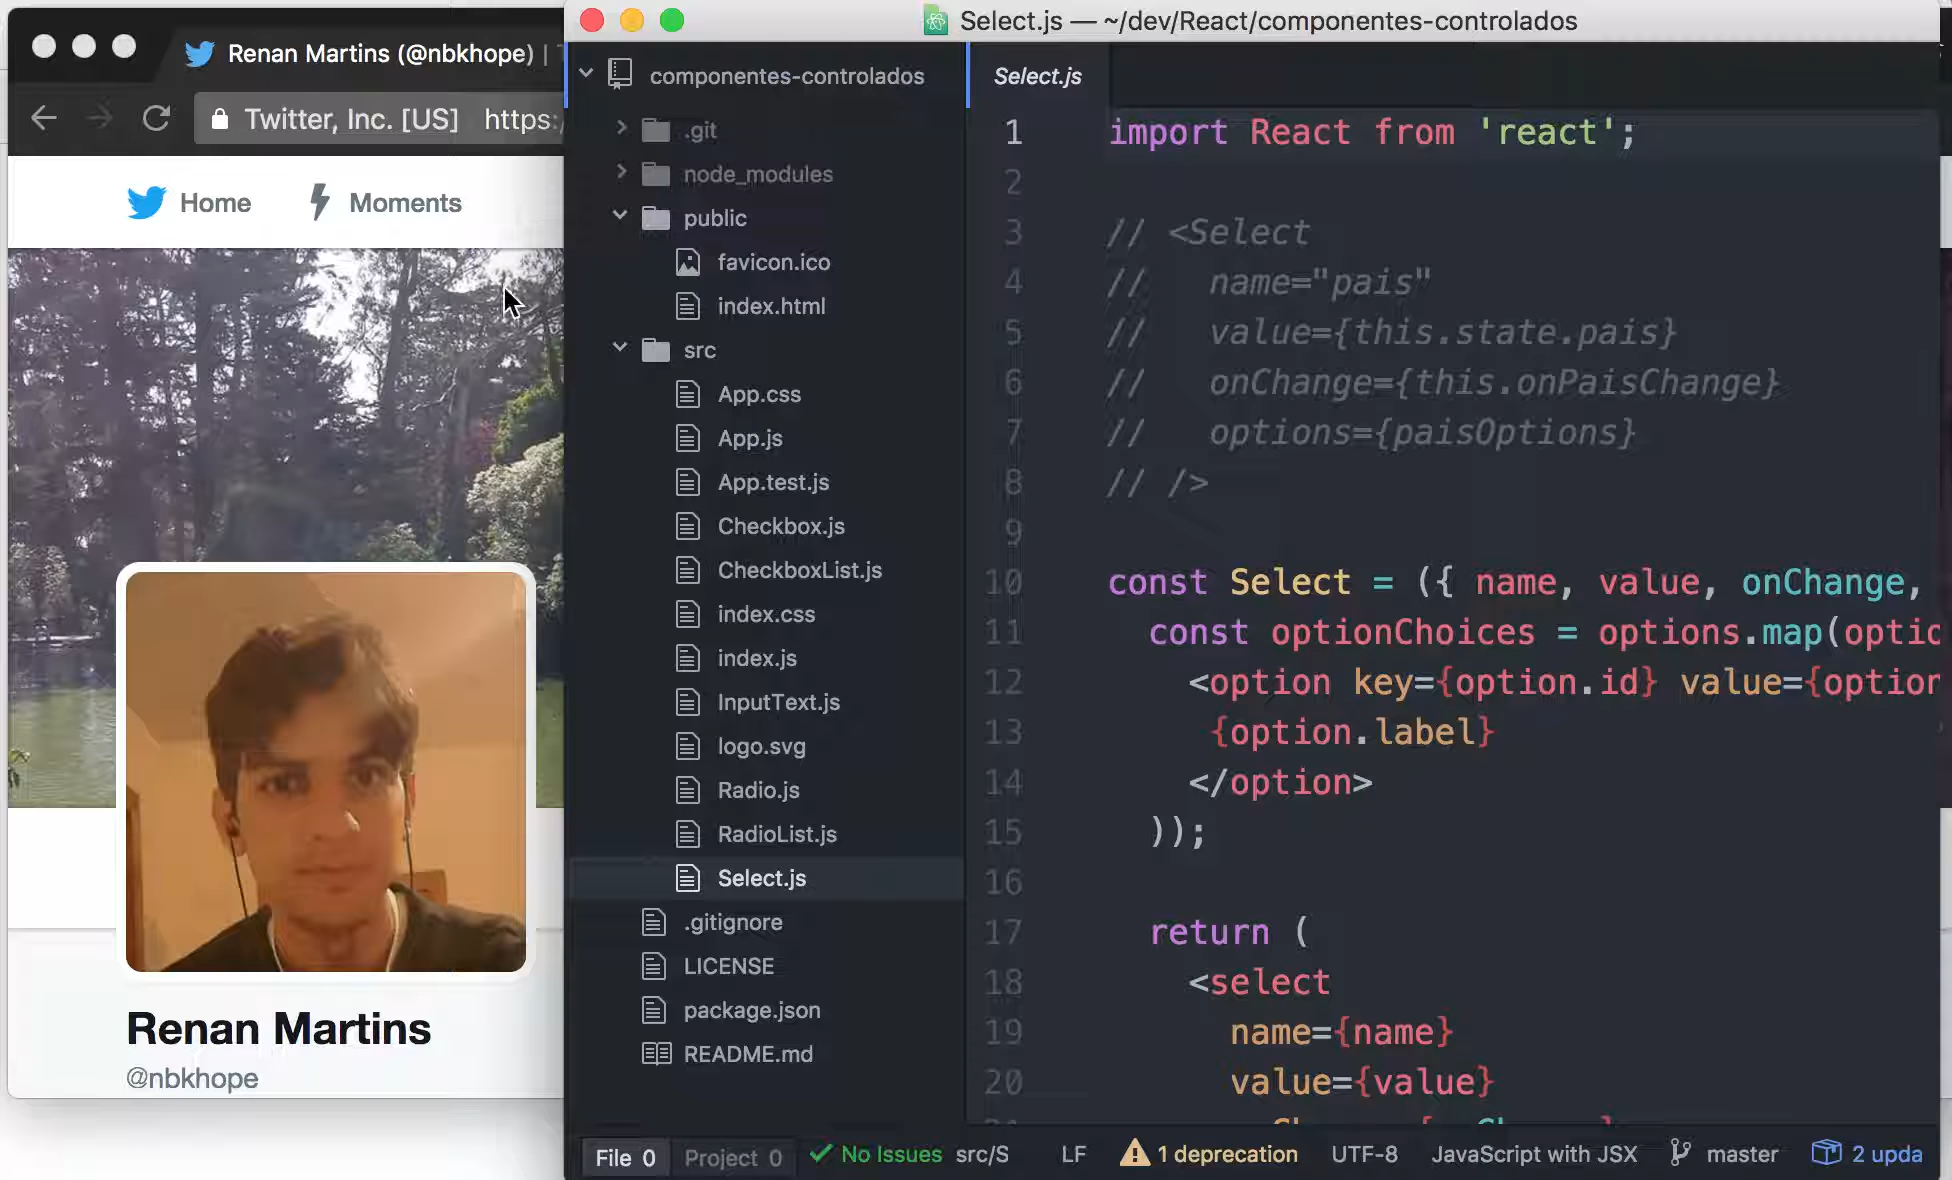 Renan Martins (@nbkhope) |
Twitter, Inc. [US] https:/
Home
Moments
Renan Martins
@nbkhope
Select.js — ~/dev/React/componentes-controlados
componentes-controlados
.git
node_modules
public
favicon.ico
index.html
src
App.css
App.js
App.test.js
Checkbox.js
CheckboxList.js
index.css
index.js
InputText.js
logo.svg
Radio.js
RadioList.js
Select.js
.gitignore
LICENSE
package.json
README.md
Select.js
1 import React from 'react';
2
3 // <Select
4 //   name="pais"
5 //   value={this.state.pais}
6 //   onChange={this.onPaisChange}
7 //   options={paisOptions}
8 // />
9
10 const Select = ({ name, value, onChange,
11   const optionChoices = options.map(optio
12     <option key={option.id} value={option
13      {option.label}
14     </option>
15   ));
16
17   return (
18     <select
19       name={name}
20       value={value}
File 0 Project 0 No Issues src/S LF 1 deprecation UTF-8 JavaScript with JSX master 2 upda